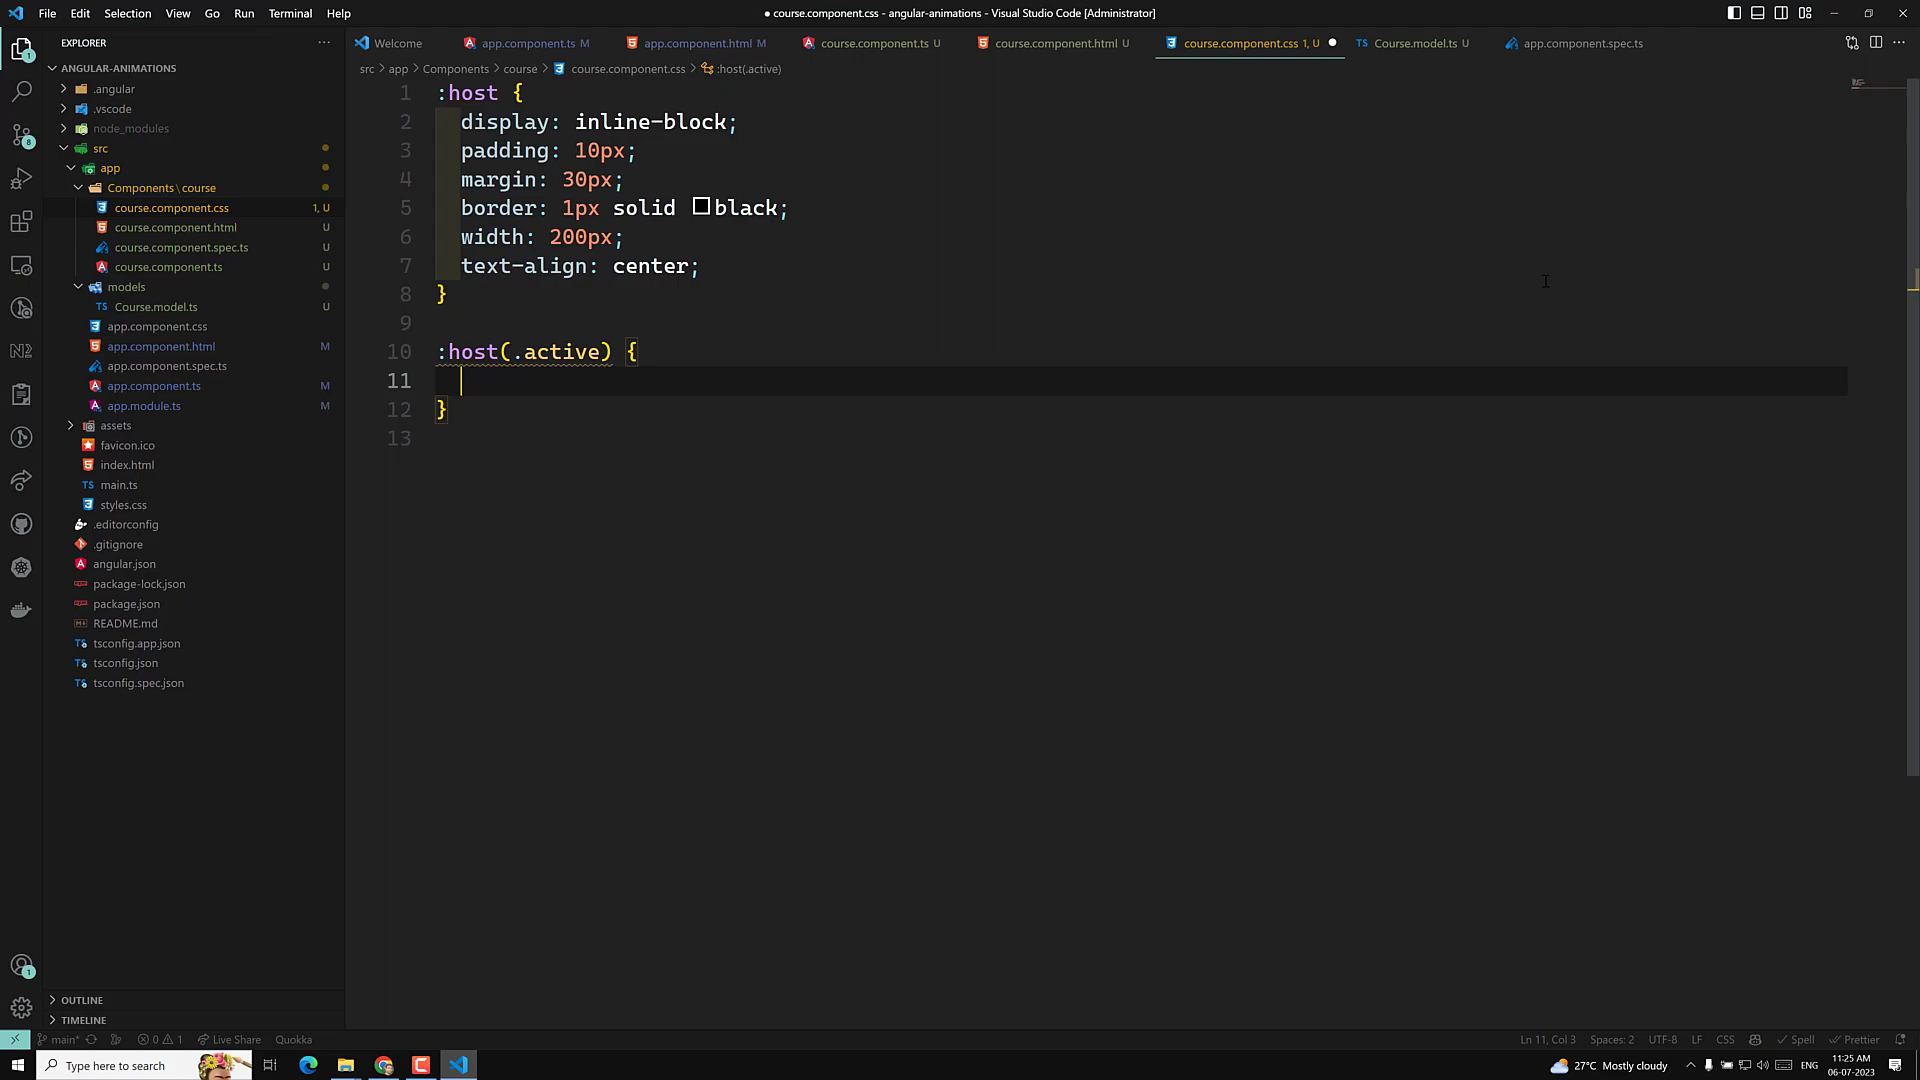 File Edit Selection View Go Run Terminal Help
● course.component.css - angular-animations - Visual Studio Code [Administrator]
EXPLORER
ANGULAR-ANIMATIONS
.angular
.vscode
node_modules
src
app
Components \ course
course.component.css 1, U
course.component.html U
course.component.spec.ts U
course.component.ts U
models
TS Course.model.ts U
app.component.css
app.component.html M
app.component.spec.ts
app.component.ts M
app.module.ts M
assets
favicon.ico
index.html
TS main.ts
styles.css
.editorconfig
.gitignore
angular.json
package-lock.json
package.json
README.md
tsconfig.app.json
tsconfig.json
tsconfig.spec.json
OUTLINE
TIMELINE
Welcome app.component.ts M app.component.html M course.component.ts U course.component.html U course.component.css 1, U ● TS Course.model.ts U app.component.spec.ts
src > app > Components > course > course.component.css > :host(.active)
1 :host {
2 display: inline-block;
3 padding: 10px;
4 margin: 30px;
5 border: 1px solid black;
6 width: 200px;
7 text-align: center;
8 }
9
10 :host(.active) {
11
12 }
13
main* 0 1 Live Share Quokka
Ln 11, Col 3 Spaces: 2 UTF-8 LF CSS Spell Prettier
Type here to search
27°C Mostly cloudy ENG
11:25 AM
06-07-2023